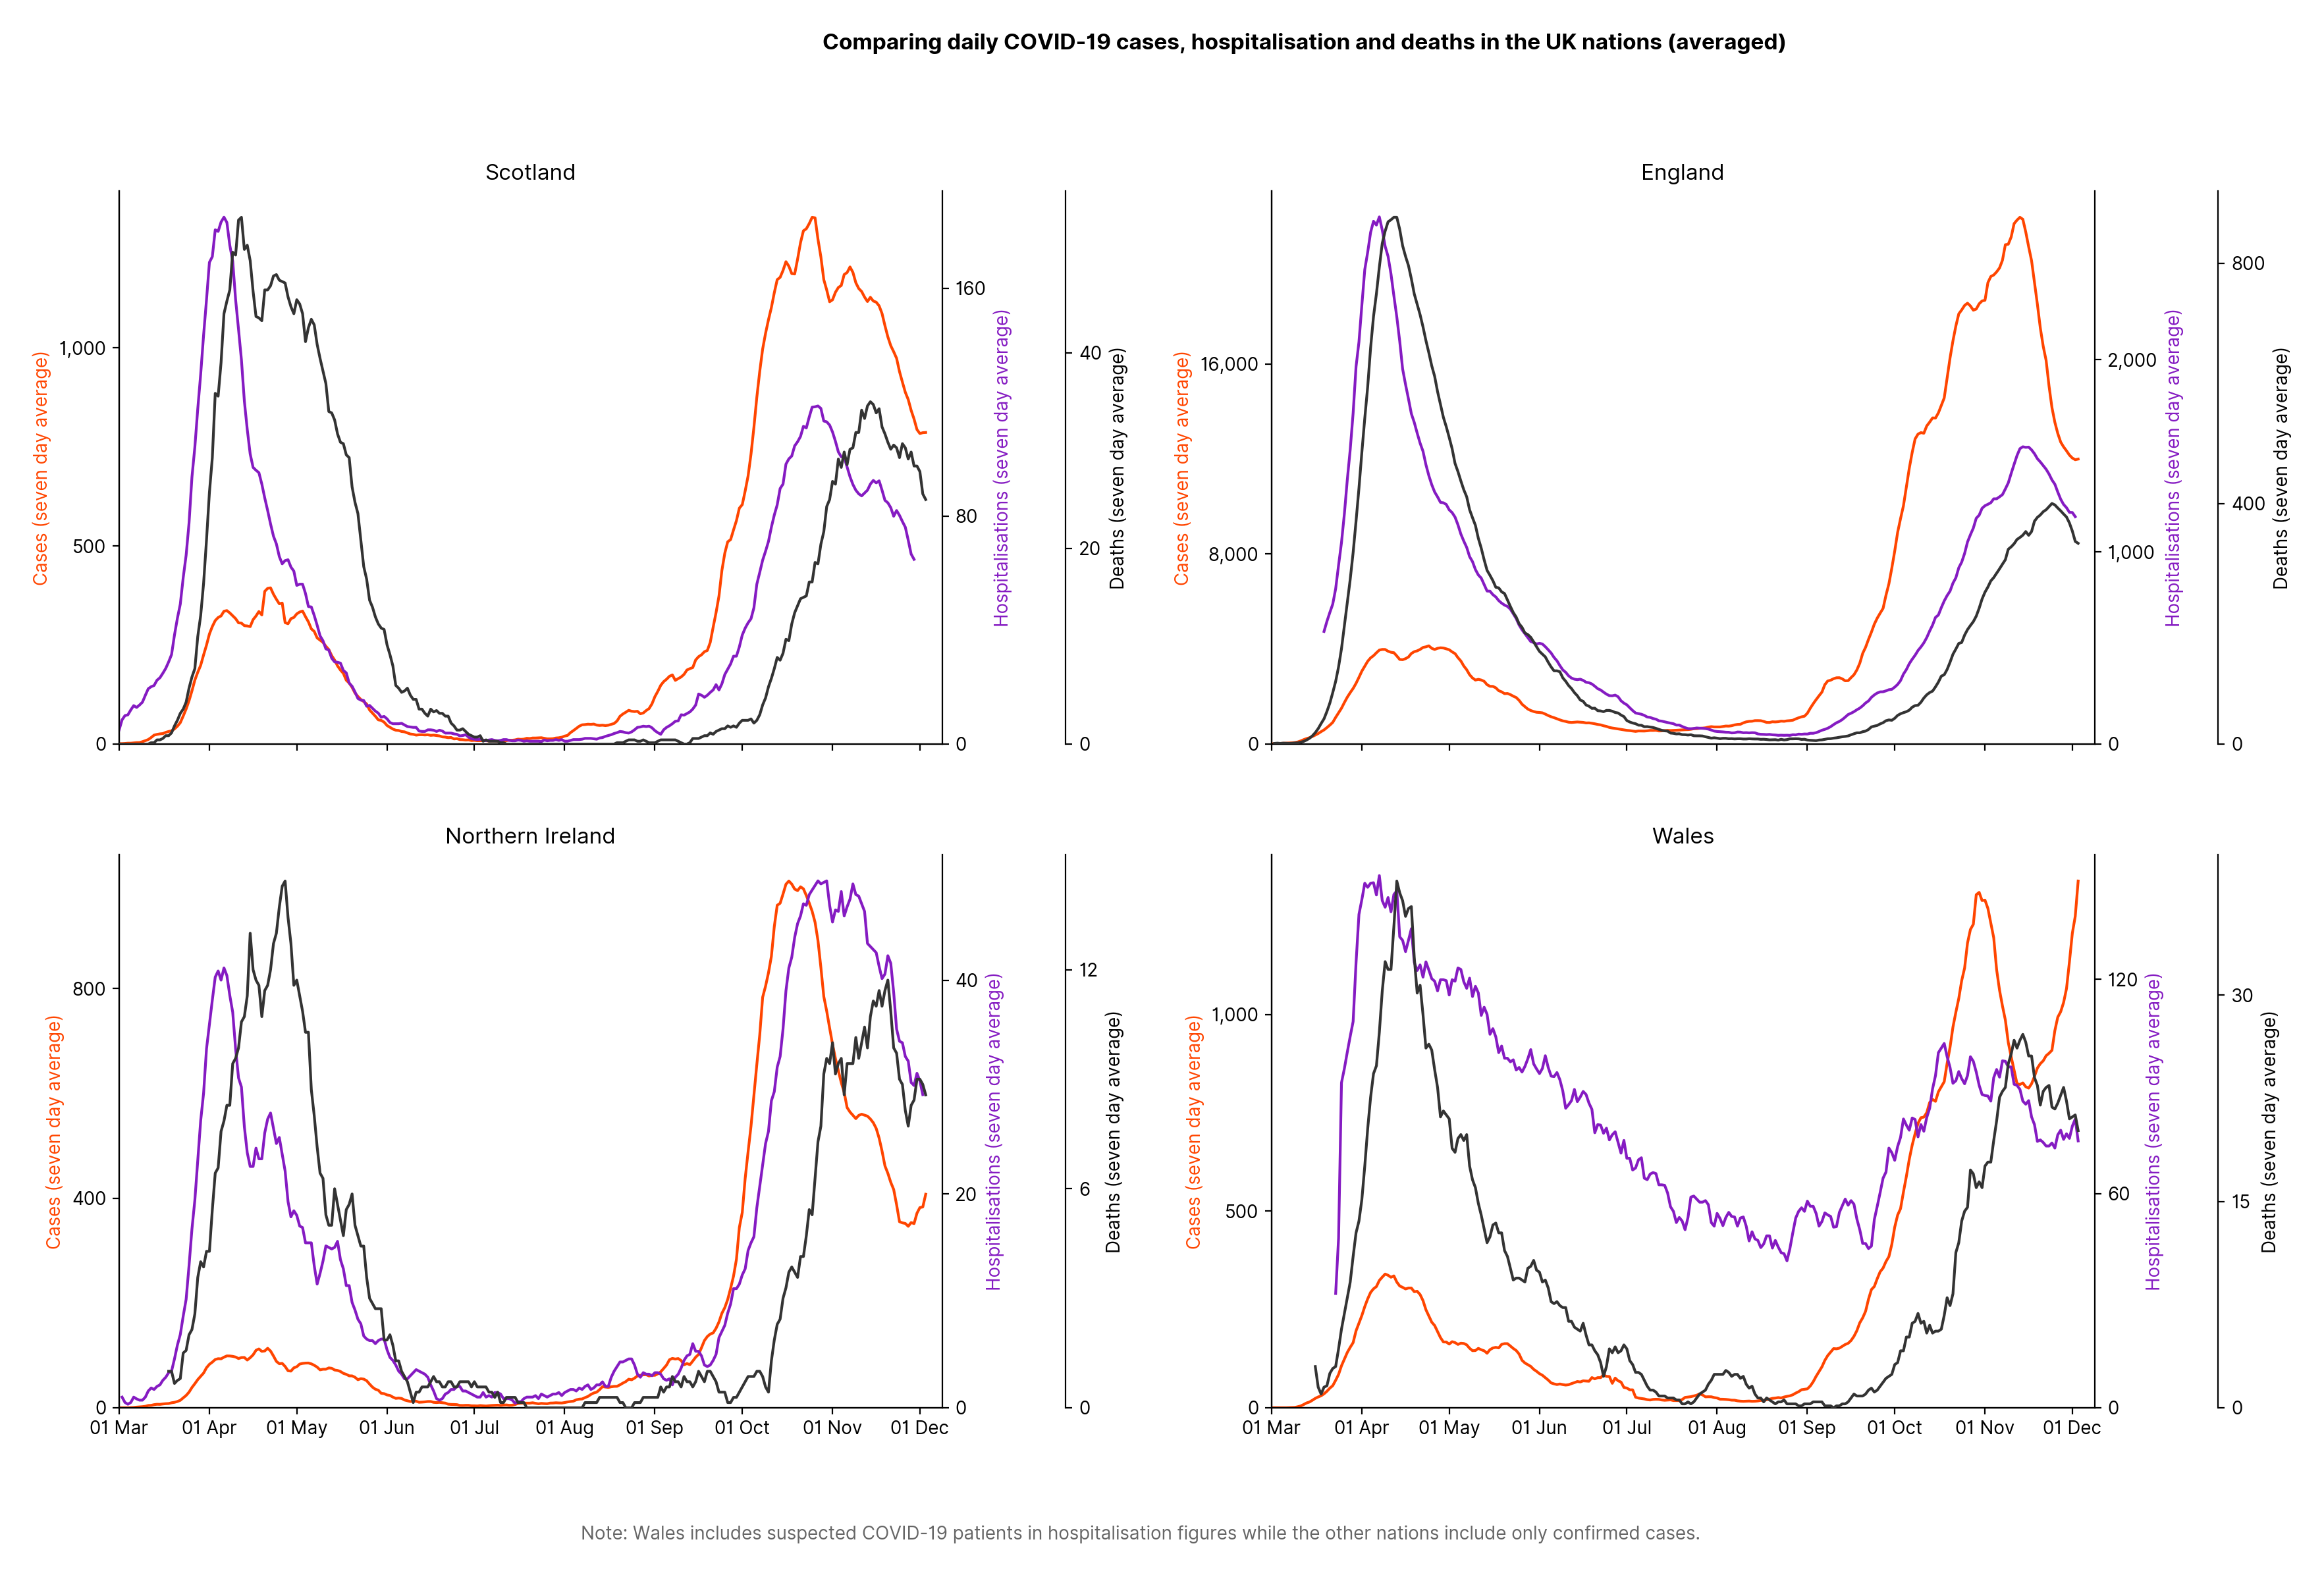 Comparing daily COVID-19 cases, hospitalisation and deaths in the UK nations (averaged)
Scotland
Cases (seven day average)
1,000
500
0
160
80
0
Hospitalisations (seven day average)
40
20
0
Deaths (seven day average)
England
Cases (seven day average)
16,000
8,000
0
2,000
1,000
0
Hospitalisations (seven day average)
800
400
0
Deaths (seven day average)
Northern Ireland
Cases (seven day average)
800
400
0
40
20
0
Hospitalisations (seven day average)
12
6
0
Deaths (seven day average)
01 Mar 01 Apr 01 May 01 Jun 01 Jul 01 Aug 01 Sep 01 Oct 01 Nov 01 Dec
Wales
Cases (seven day average)
1,000
500
0
120
60
0
Hospitalisations (seven day average)
30
15
0
Deaths (seven day average)
01 Mar 01 Apr 01 May 01 Jun 01 Jul 01 Aug 01 Sep 01 Oct 01 Nov 01 Dec
Note: Wales includes suspected COVID-19 patients in hospitalisation figures while the other nations include only confirmed cases.